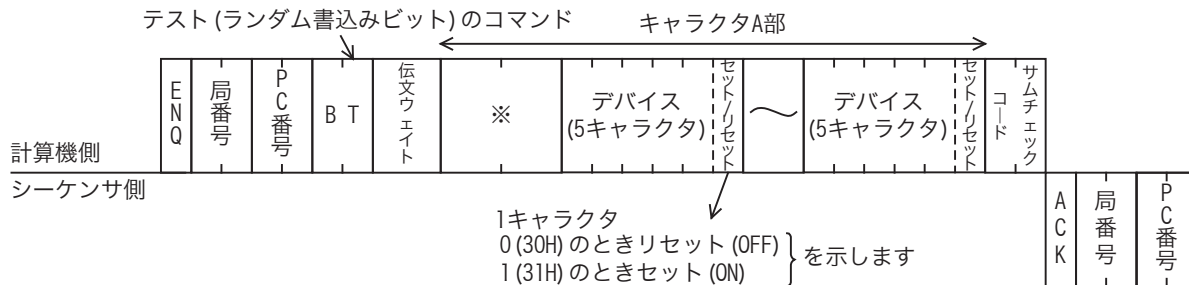 テスト(ランダム書込みビット)のコマンド
キャラクタA部
ENQ
局番号
PC番号
BT
伝文ウェイト
※
デバイス
(5キャラクタ)
セット/リセット
～
デバイス
(5キャラクタ)
セット/リセット
サムチェック
コード
計算機側
シーケンサ側
ACK
局番号
PC番号
1キャラクタ
0(30H)のときリセット(OFF)
1(31H)のときセット(ON)
を示します